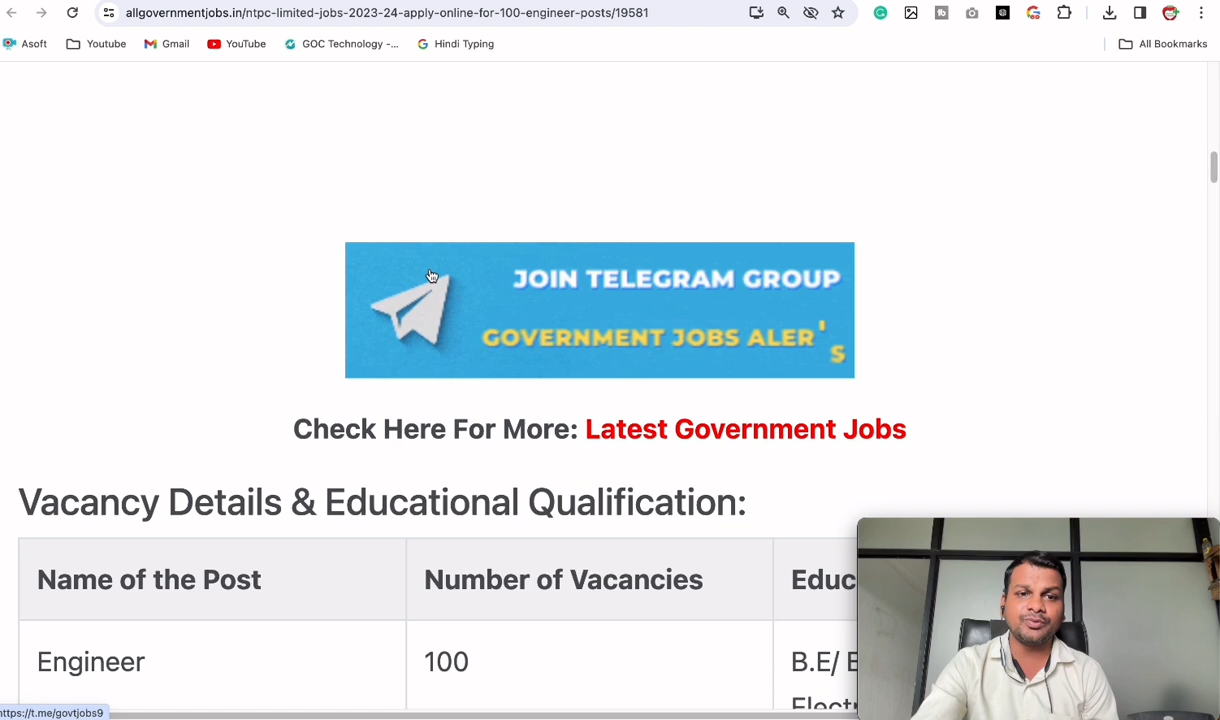 allgovernmentjobs.in/ntpc-limited-jobs-2023-24-apply-online-for-100-engineer-posts/19581
Asoft
Youtube
Gmail
YouTube
GOC Technology -...
Hindi Typing
All Bookmarks
JOIN TELEGRAM GROUP
GOVERNMENT JOBS ALER'S
Check Here For More: Latest Government Jobs
Vacancy Details & Educational Qualification:
Name of the Post
Number of Vacancies
Educ
Engineer
100
B.E/ E
Electr
https://t.me/govtjobs9